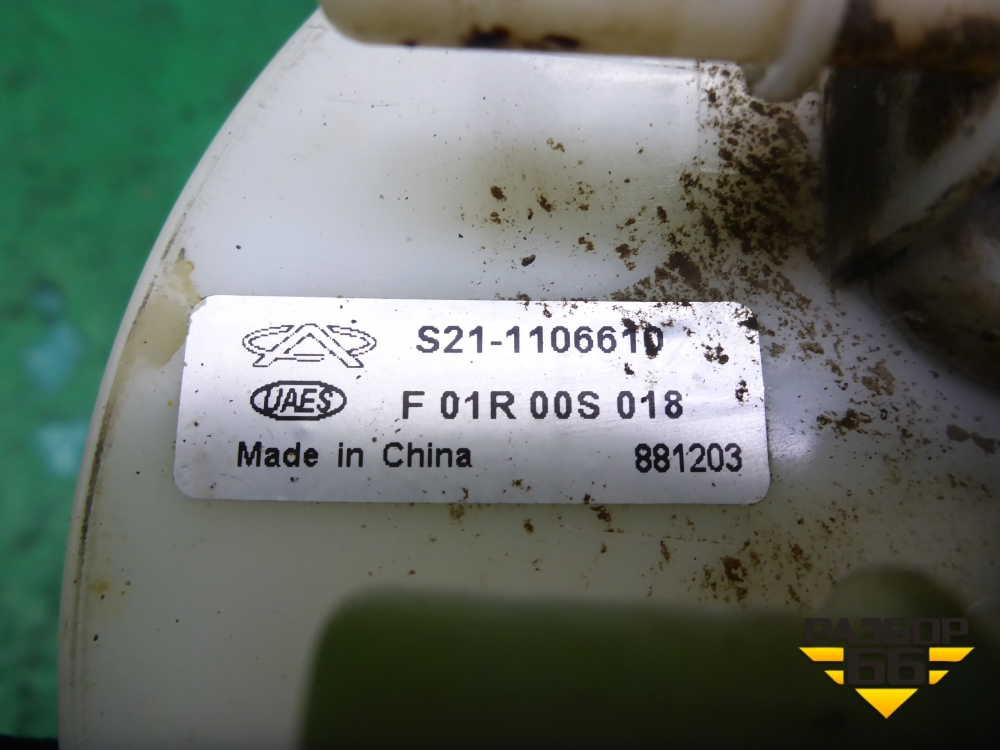 S21-1106610
UAES
F 01R 00S 018
Made in China
881203
РАЗБОР
66